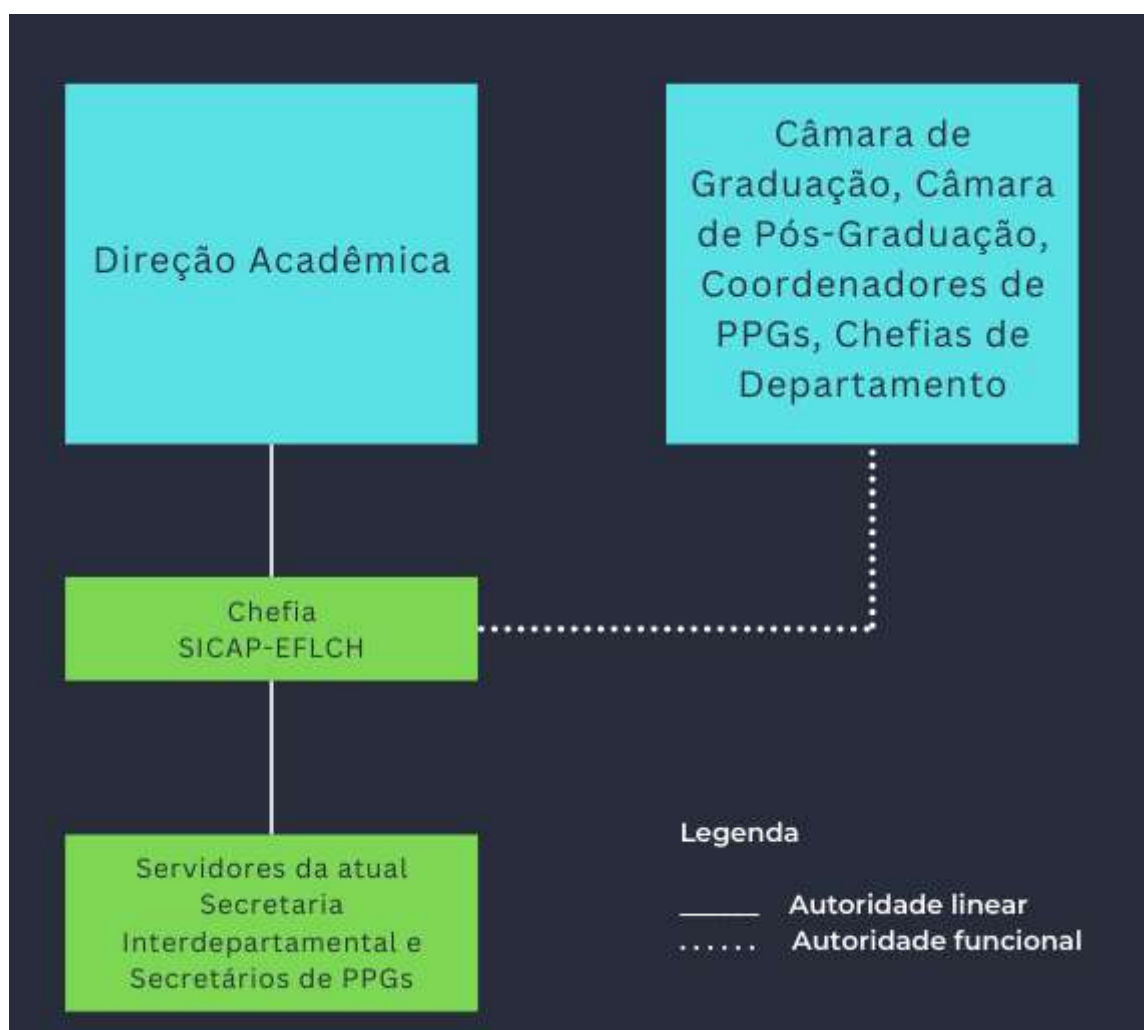 Direção Acadêmica
Câmara de
Graduação, Câmara
de Pós-Graduação,
Coordenadores de
PPGs, Chefias de
Departamento
Chefia
SICAP-EFLCH
Servidores da atual
Secretaria
Interdepartamental e
Secretários de PPGs
Legenda
______ Autoridade linear
...... Autoridade funcional